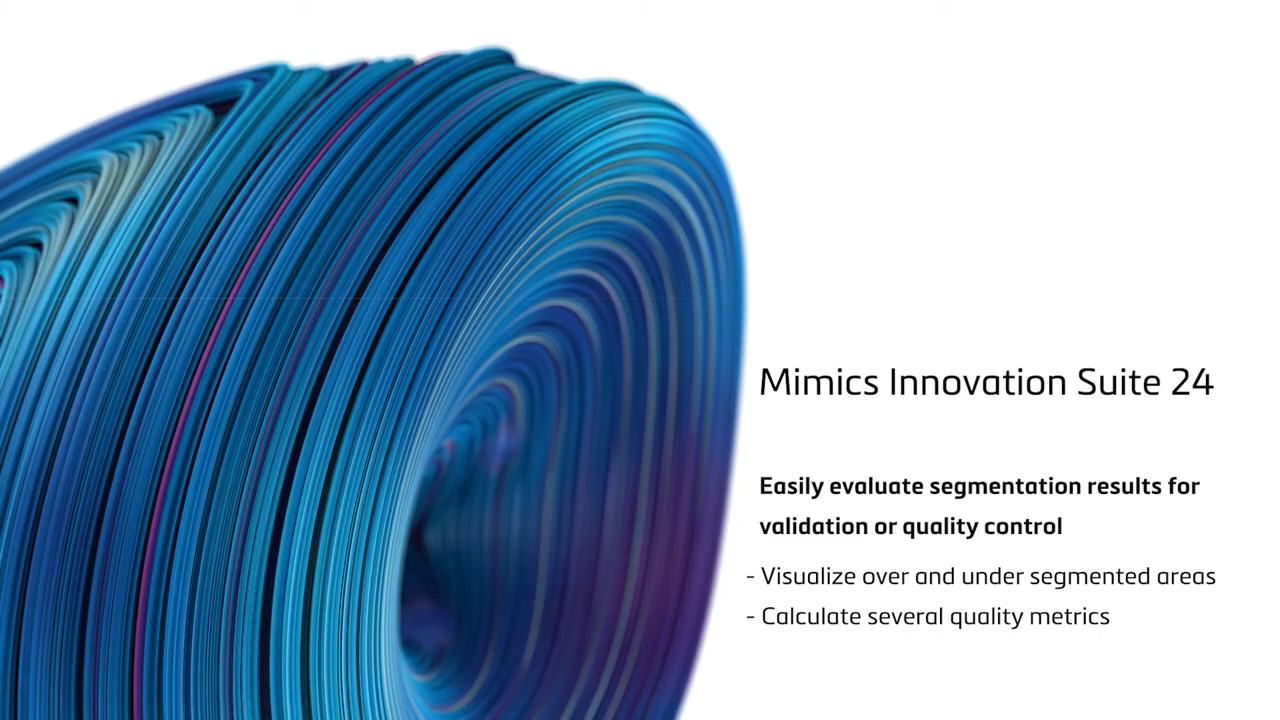 Mimics Innovation Suite 24
Easily evaluate segmentation results for
validation or quality control
- Visualize over and under segmented areas
- Calculate several quality metrics